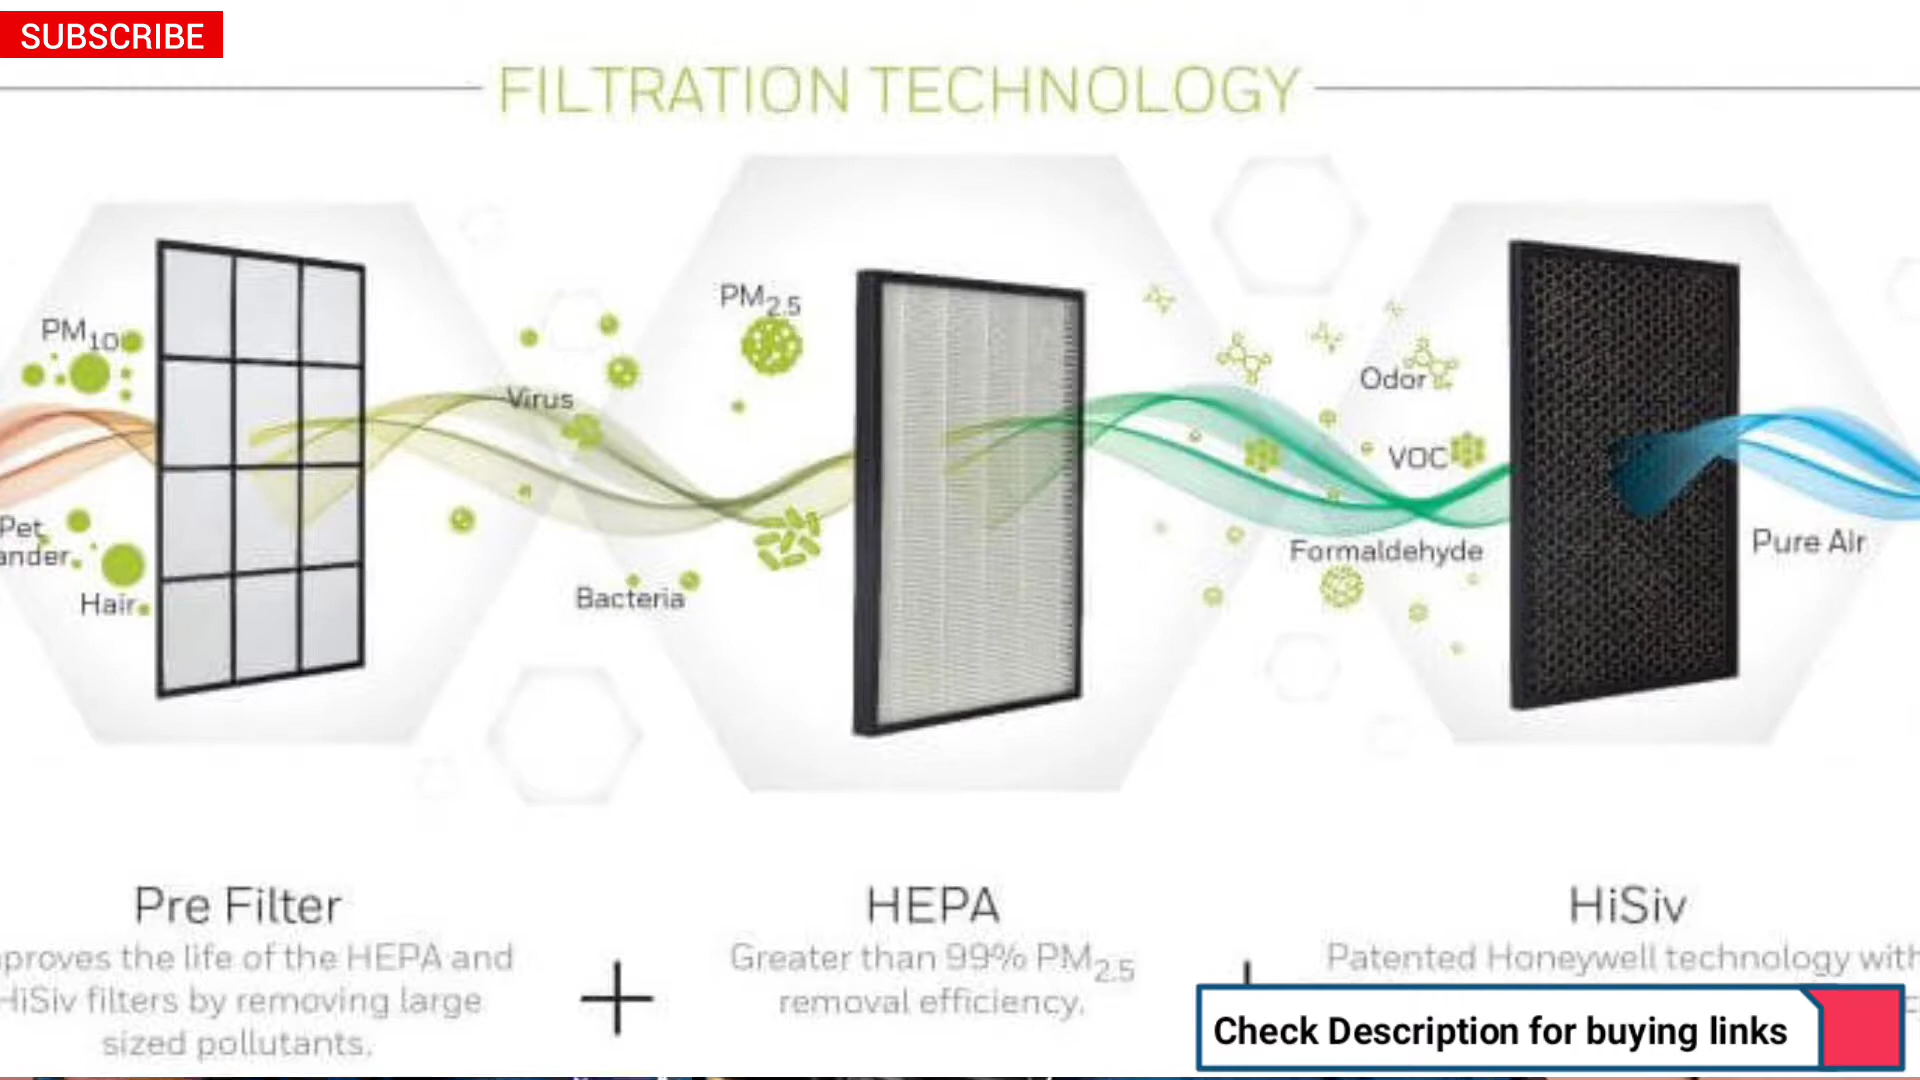 SUBSCRIBE
FILTRATION TECHNOLOGY
PM10
Pet
Hair
Virus
PM2.5
Bacteria
Odor
VOC
Formaldehyde
Pure Air
Pre Filter
the life of the HEPA and
HiSiv filters by removing large
sized pollutants.
+
HEPA
Greater than 99% PM2.5
removal efficiency.
HiSiv
Patented Honeywell technology with
Check Description for buying links